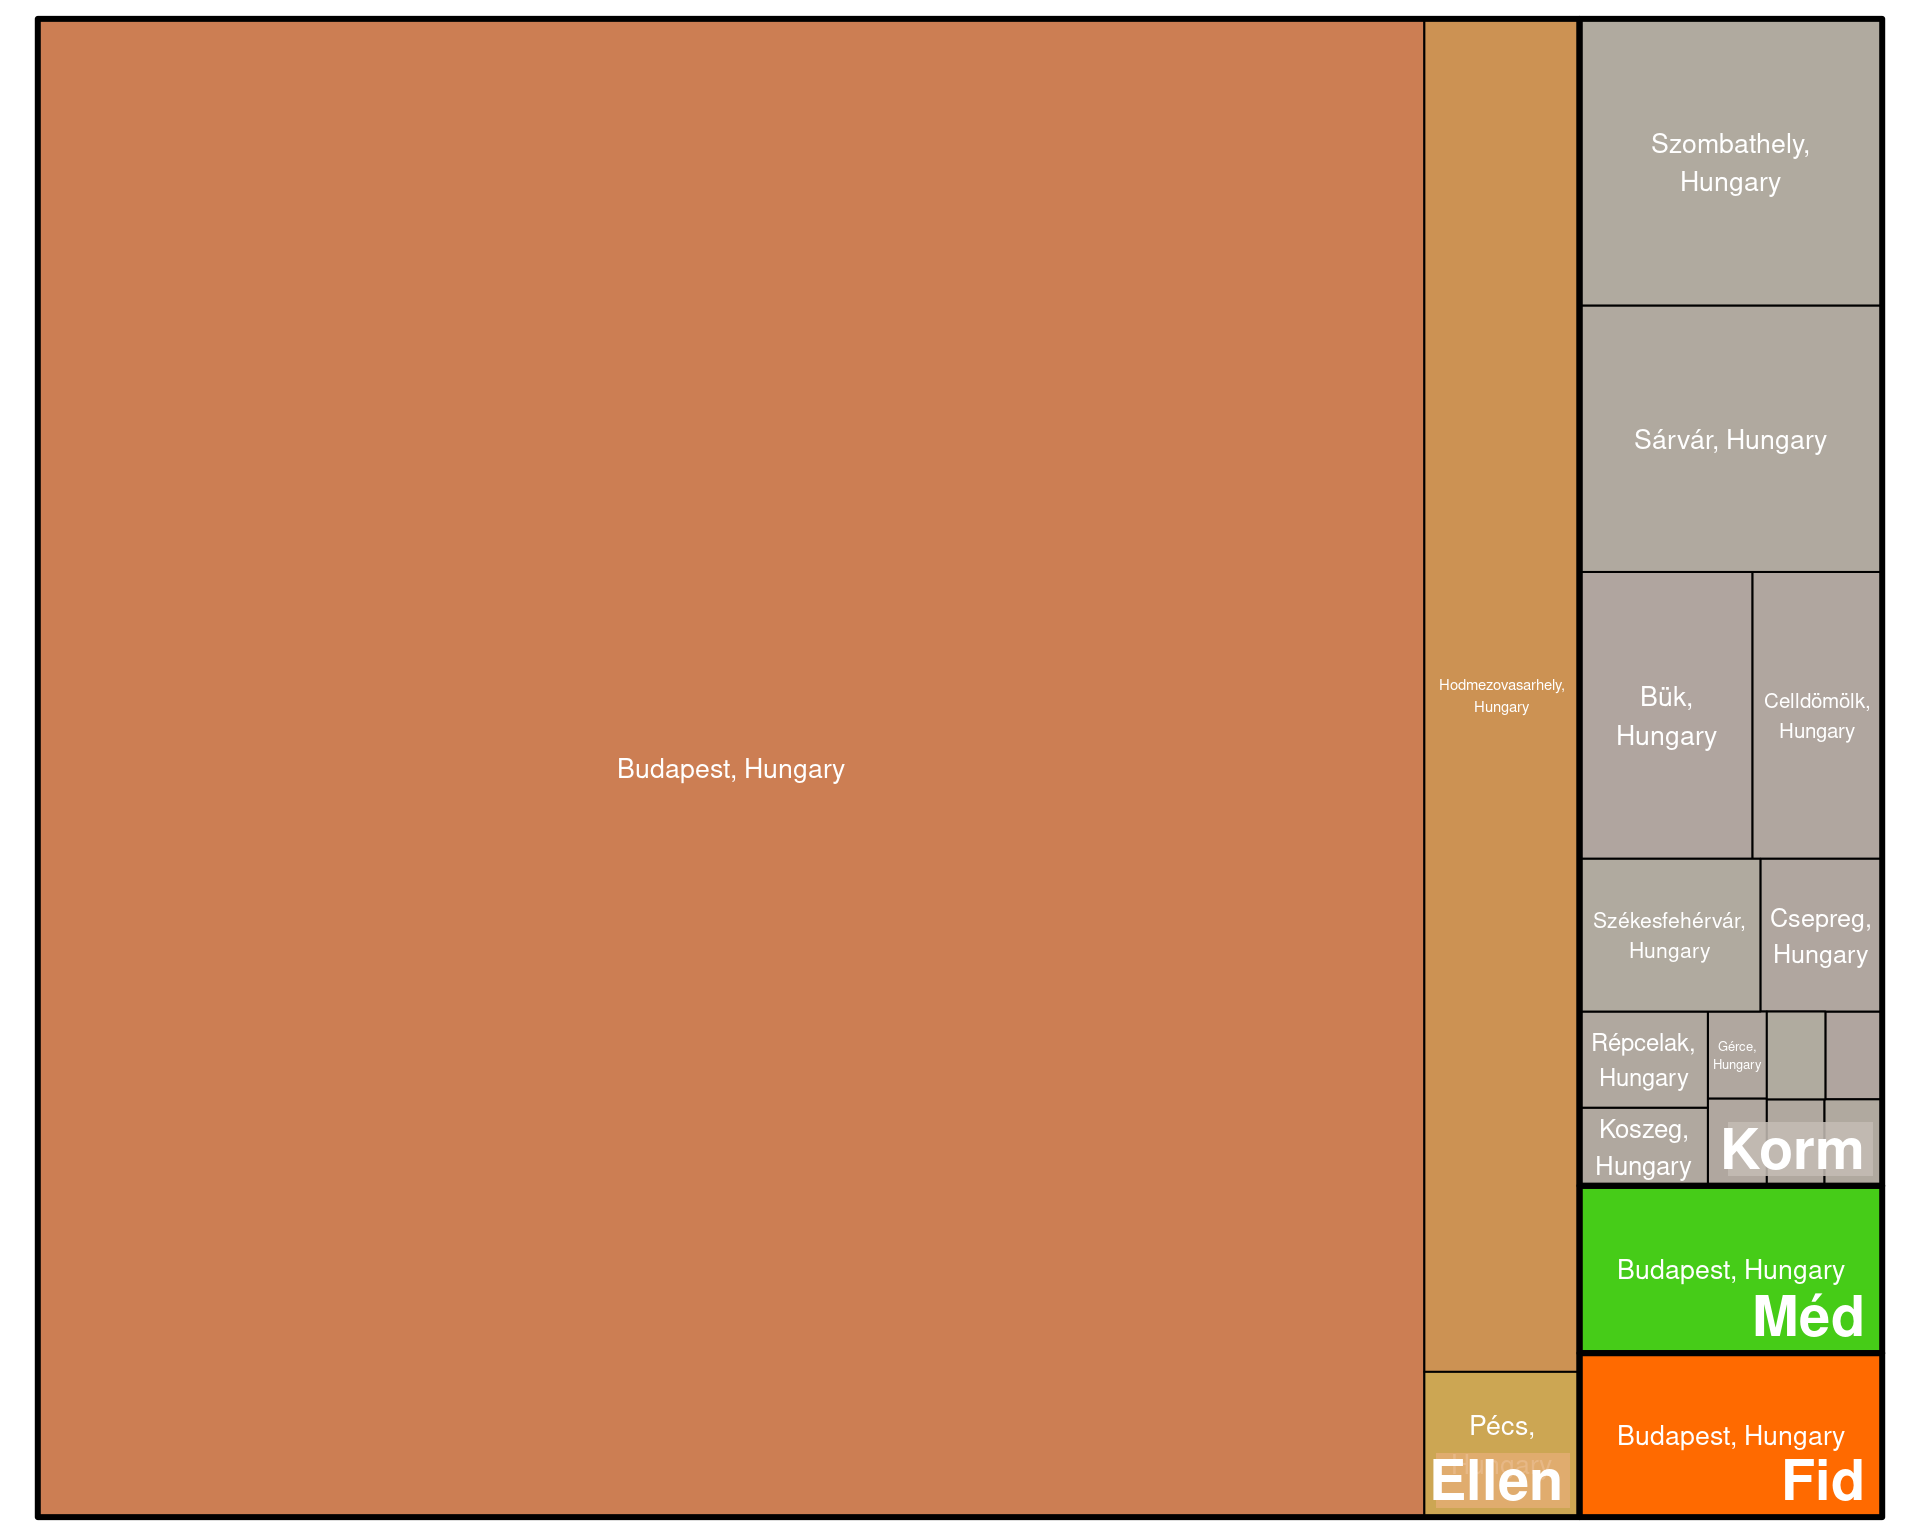 Budapest, Hungary
Hodmezovasarhely,
Hungary
Pécs,
Hungary
Ellen
Szombathely,
Hungary
Sárvár, Hungary
Bük,
Hungary
Celldömölk,
Hungary
Székesfehérvár,
Hungary
Csepreg,
Hungary
Répcelak,
Hungary
Gérce,
Hungary
Koszeg,
Hungary
Korm
Budapest, Hungary
Méd
Budapest, Hungary
Fid